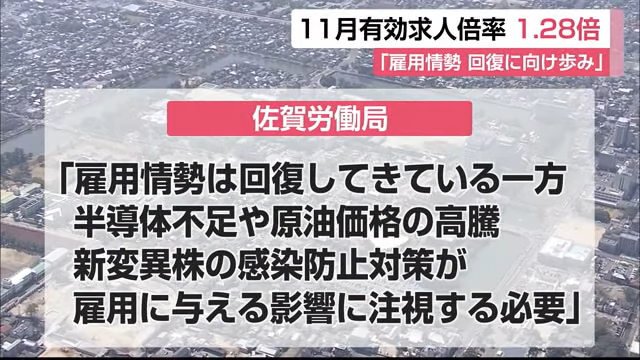 11月有効求人倍率 1.28倍
「雇用情勢 回復に向け歩み」
佐賀労働局
「雇用情勢は回復してきている一方
半導体不足や原油価格の高騰
新変異株の感染防止対策が
雇用に与える影響に注視する必要」